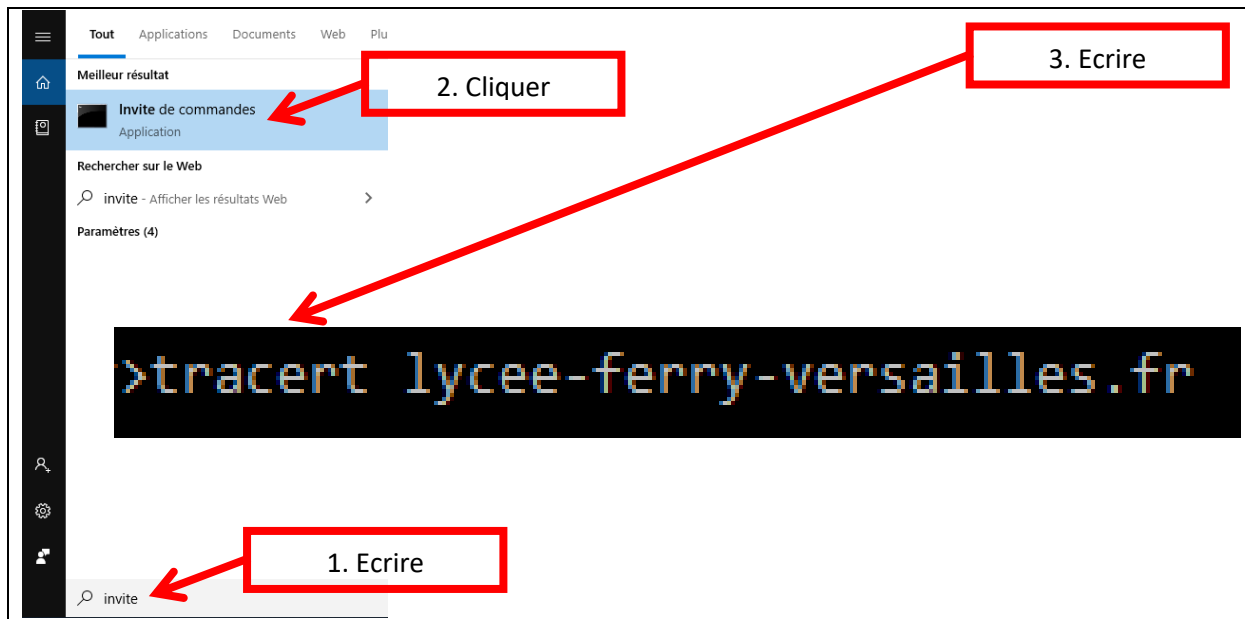 Tout Applications Documents Web Plu
Meilleur résultat
Invite de commandes
Application
2. Cliquer
3. Ecrire
Rechercher sur le Web
invite - Afficher les résultats Web
Paramètres (4)
>tracert lycee-ferry-versailles.fr
1. Ecrire
invite